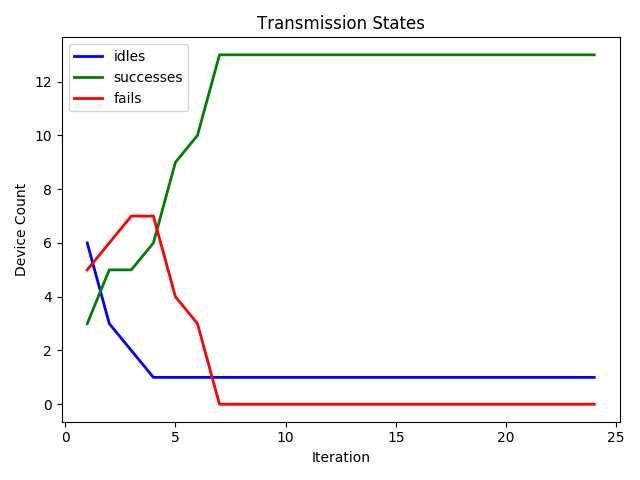 Transmission States
idles
successes
fails
Device Count
12
10
8
6
4
2
0
0 5 10 15 20 25
Iteration